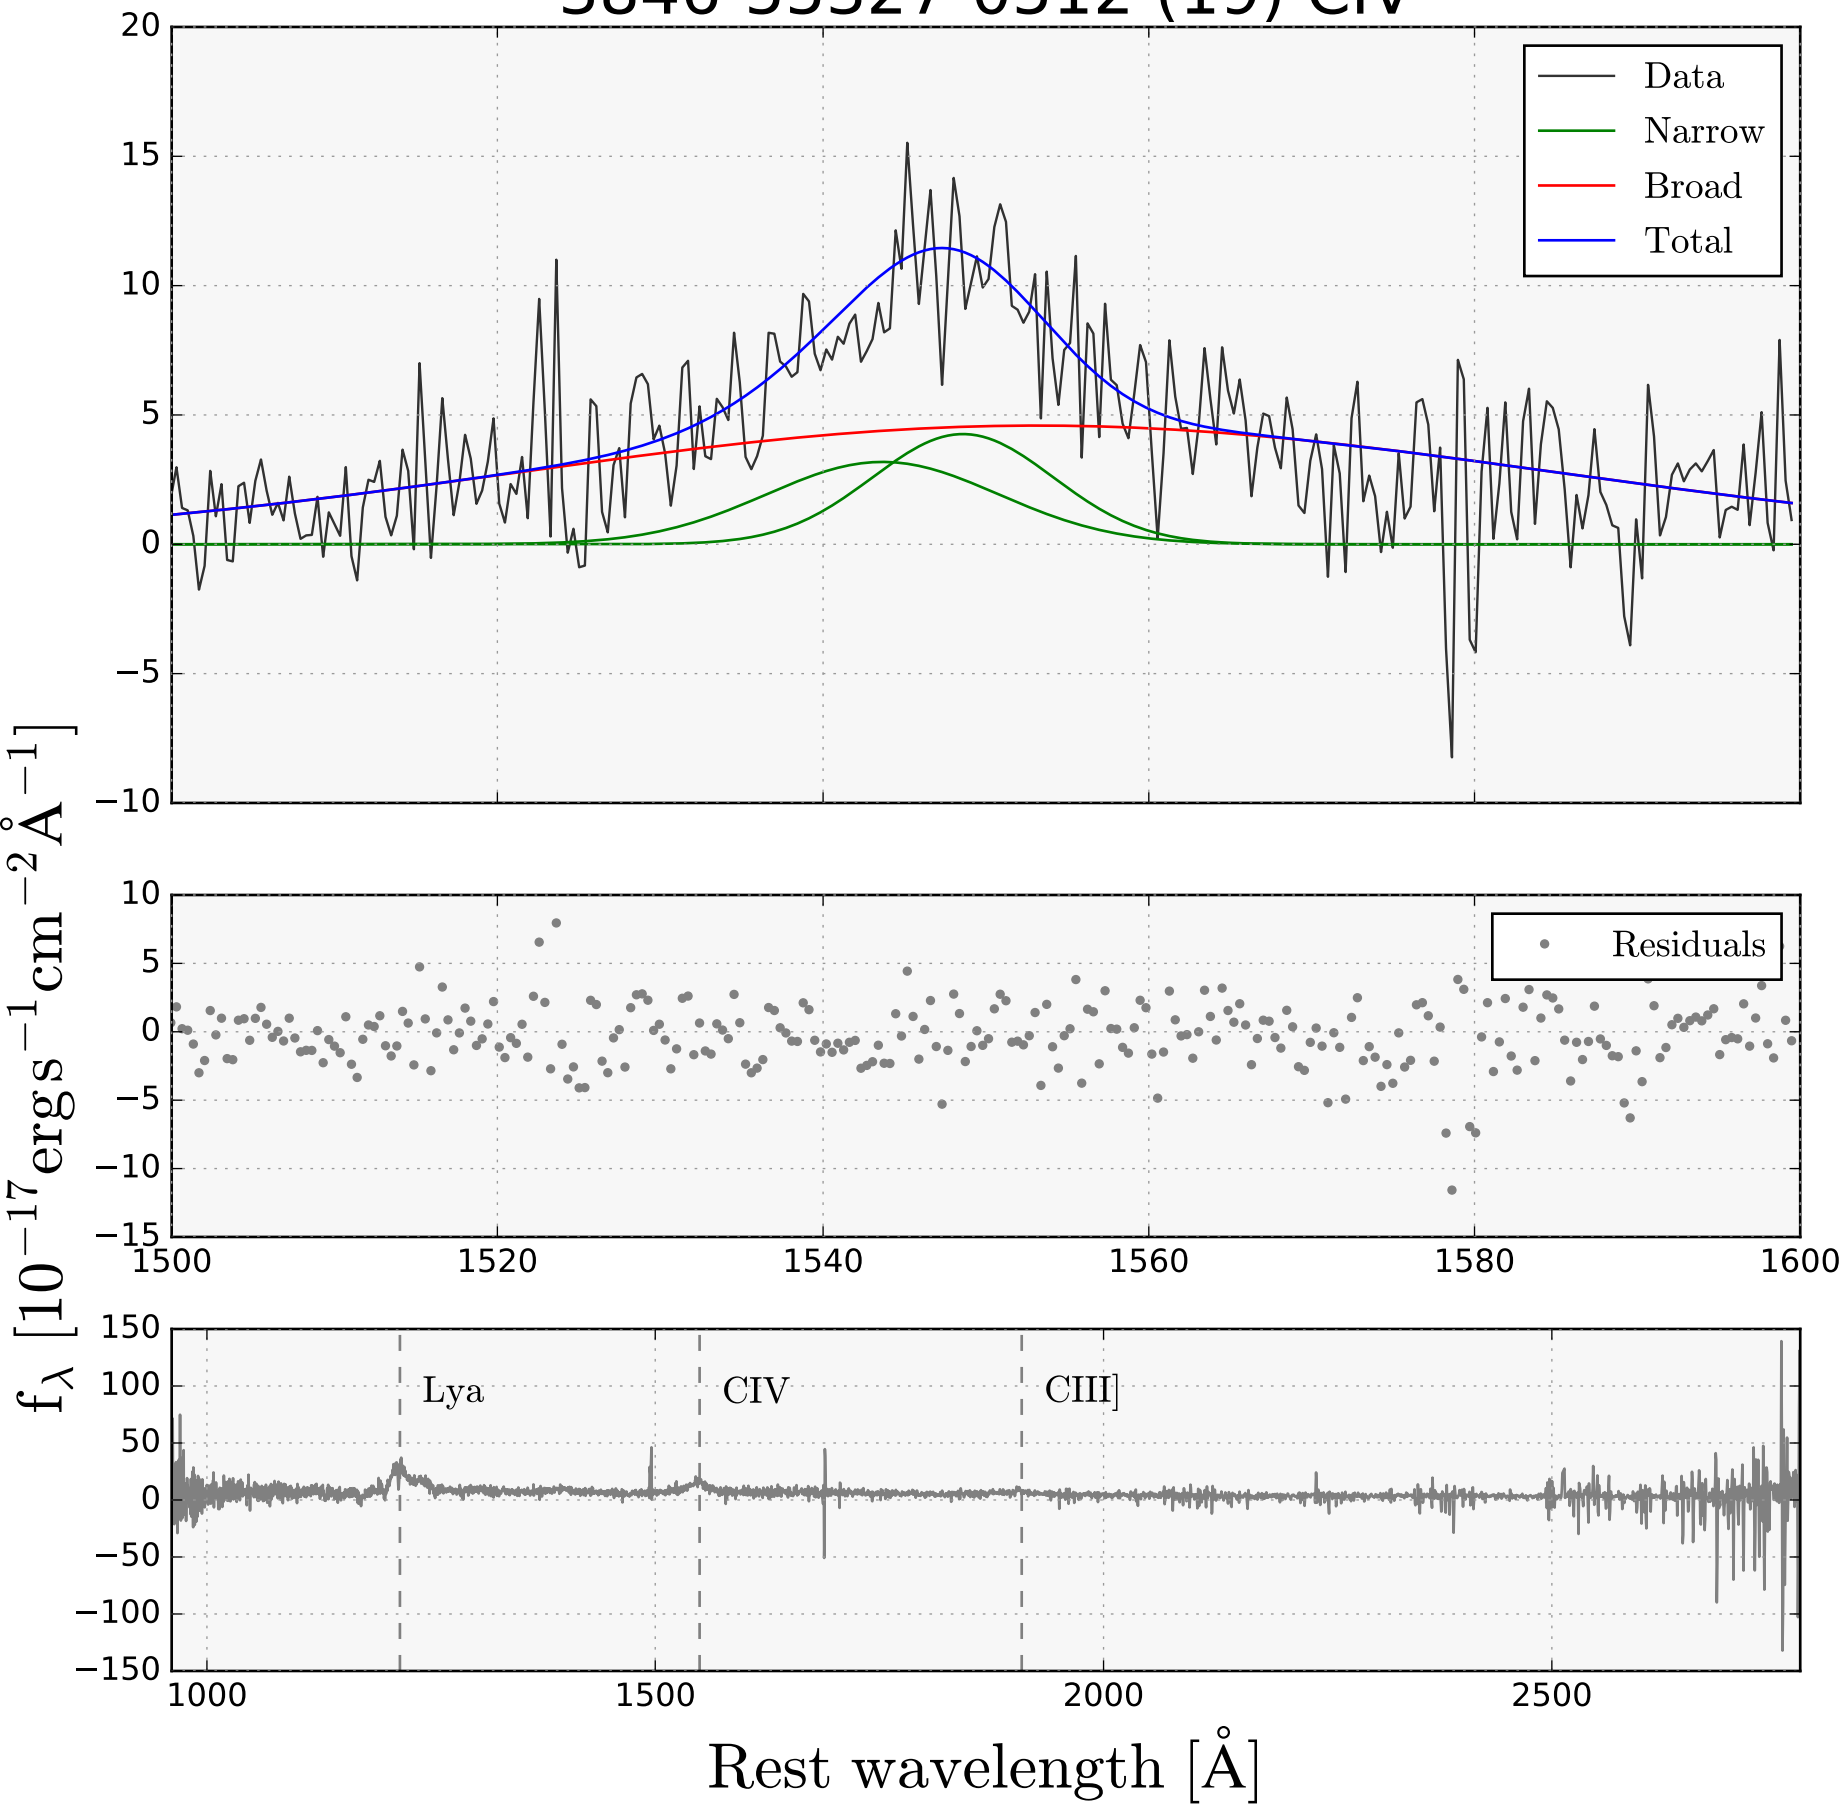 (19) CIV
20
15
10
5
0
−5
−10
Data
Narrow
Broad
Total
10
5
0
−5
−10
−15
Residuals
1500 1520 1540 1560 1580 1600
f_λ [10^−17 erg s^−1 cm^−2 Å^−1]
150
100
50
0
−50
−100
−150
Lya CIV CIII]
1000 1500 2000 2500
Rest wavelength [Å]